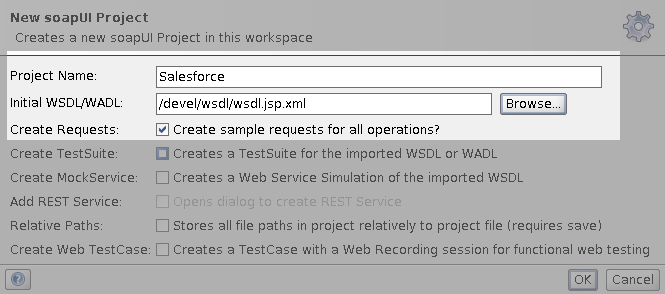 New soapUI Project
Creates a new soapUI Project in this workspace
Project Name: Salesforce
Initial WSDL/WADL: /devel/wsdl/wsdl.jsp.xml Browse...
Create Requests: Create sample requests for all operations?
Create TestSuite: Creates a TestSuite for the imported WSDL or WADL
Create MockService: Creates a Web Service Simulation of the imported WSDL
Add REST Service: Opens dialog to create REST Service
Relative Paths: Stores all file paths in project relatively to project file (requires save)
Create Web TestCase: Creates a TestCase with a Web Recording session for functional web testing
? OK Cancel